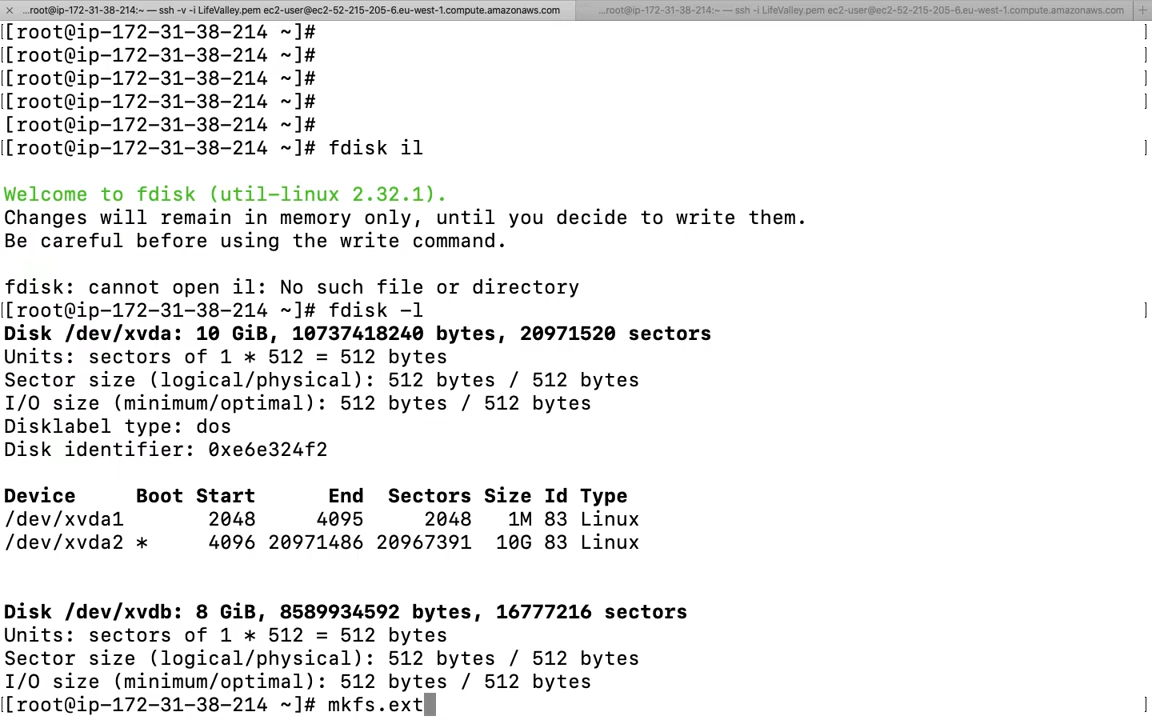 × ...root@ip-172-31-38-214:~ — ssh -v -i LifeValley.pem ec2-user@ec2-52-215-205-6.eu-west-1.compute.amazonaws.com ...root@ip-172-31-38-214:~ — ssh -i LifeValley.pem ec2-user@ec2-52-215-205-6.eu-west-1.compute.amazonaws.com +
[[root@ip-172-31-38-214 ~]# ]
[[root@ip-172-31-38-214 ~]# ]
[[root@ip-172-31-38-214 ~]# ]
[[root@ip-172-31-38-214 ~]# ]
[root@ip-172-31-38-214 ~]#
[[root@ip-172-31-38-214 ~]# fdisk il ]
Welcome to fdisk (util-linux 2.32.1).
Changes will remain in memory only, until you decide to write them.
Be careful before using the write command.
fdisk: cannot open il: No such file or directory
[[root@ip-172-31-38-214 ~]# fdisk -l ]
Disk /dev/xvda: 10 GiB, 10737418240 bytes, 20971520 sectors
Units: sectors of 1 * 512 = 512 bytes
Sector size (logical/physical): 512 bytes / 512 bytes
I/O size (minimum/optimal): 512 bytes / 512 bytes
Disklabel type: dos
Disk identifier: 0xe6e324f2
Device Boot Start End Sectors Size Id Type
/dev/xvda1 2048 4095 2048 1M 83 Linux
/dev/xvda2 * 4096 20971486 20967391 10G 83 Linux
Disk /dev/xvdb: 8 GiB, 8589934592 bytes, 16777216 sectors
Units: sectors of 1 * 512 = 512 bytes
Sector size (logical/physical): 512 bytes / 512 bytes
I/O size (minimum/optimal): 512 bytes / 512 bytes
[[root@ip-172-31-38-214 ~]# mkfs.ext ]